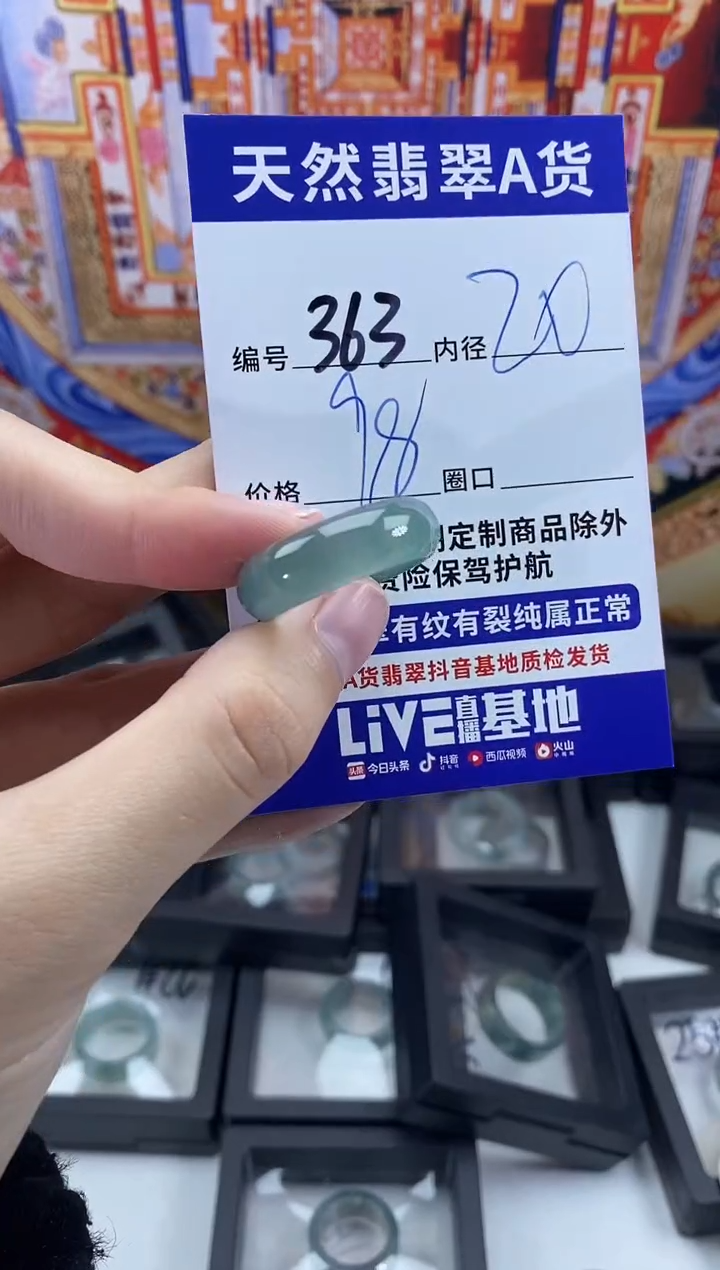 天然翡翠A货
编号 363 内径 20
价格 98 圈口
定制商品除外
险保驾护航
有纹有裂纯属正常
A货翡翠抖音基地质检发货
LiVE直播基地
今日头条 抖音 西瓜视频 火山